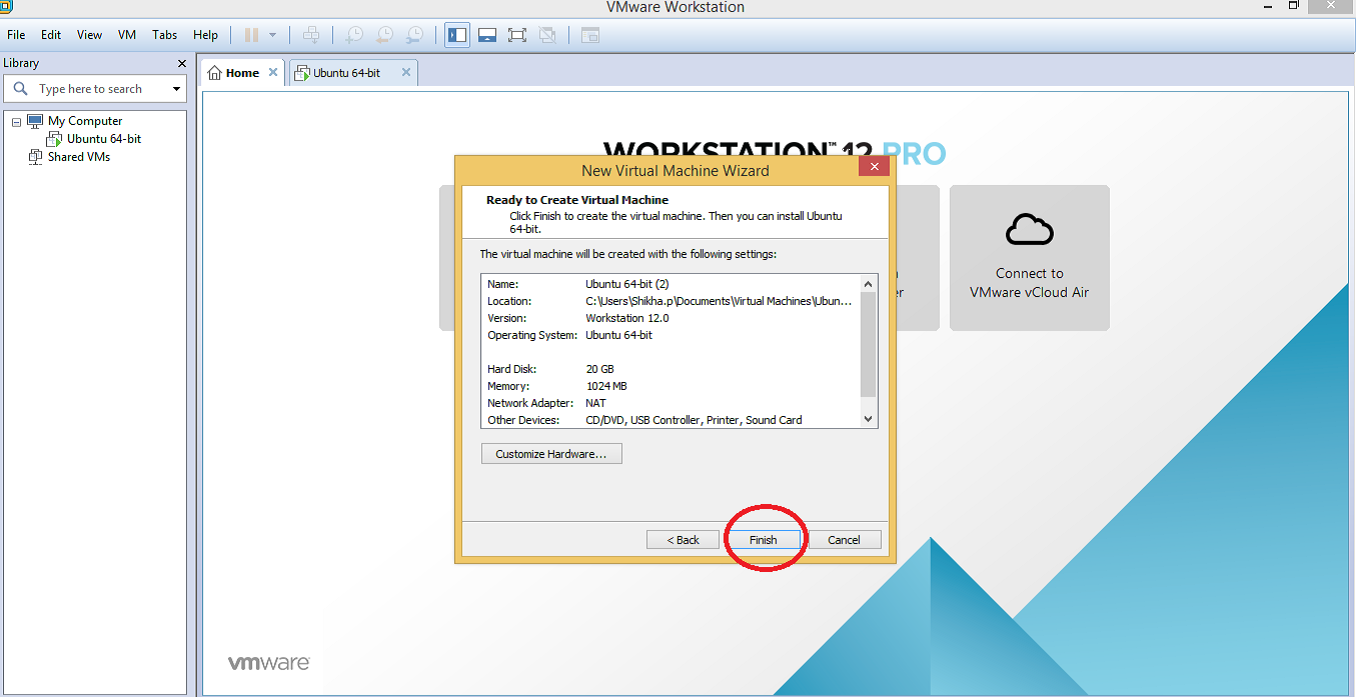 VMware Workstation
File Edit View VM Tabs Help
Library
Type here to search
My Computer
Ubuntu 64-bit
Shared VMs
Home
Ubuntu 64-bit
WORKSTATION™ 12 PRO
New Virtual Machine Wizard
Ready to Create Virtual Machine
Click Finish to create the virtual machine. Then you can install Ubuntu
64-bit.
The virtual machine will be created with the following settings:
Name: Ubuntu 64-bit (2)
Location: C:\Users\Shikha.p\Documents\Virtual Machines\Ubun...
Version: Workstation 12.0
Operating System: Ubuntu 64-bit
Hard Disk: 20 GB
Memory: 1024 MB
Network Adapter: NAT
Other Devices: CD/DVD, USB Controller, Printer, Sound Card
Customize Hardware...
< Back Finish Cancel
Connect to
VMware vCloud Air
vmware